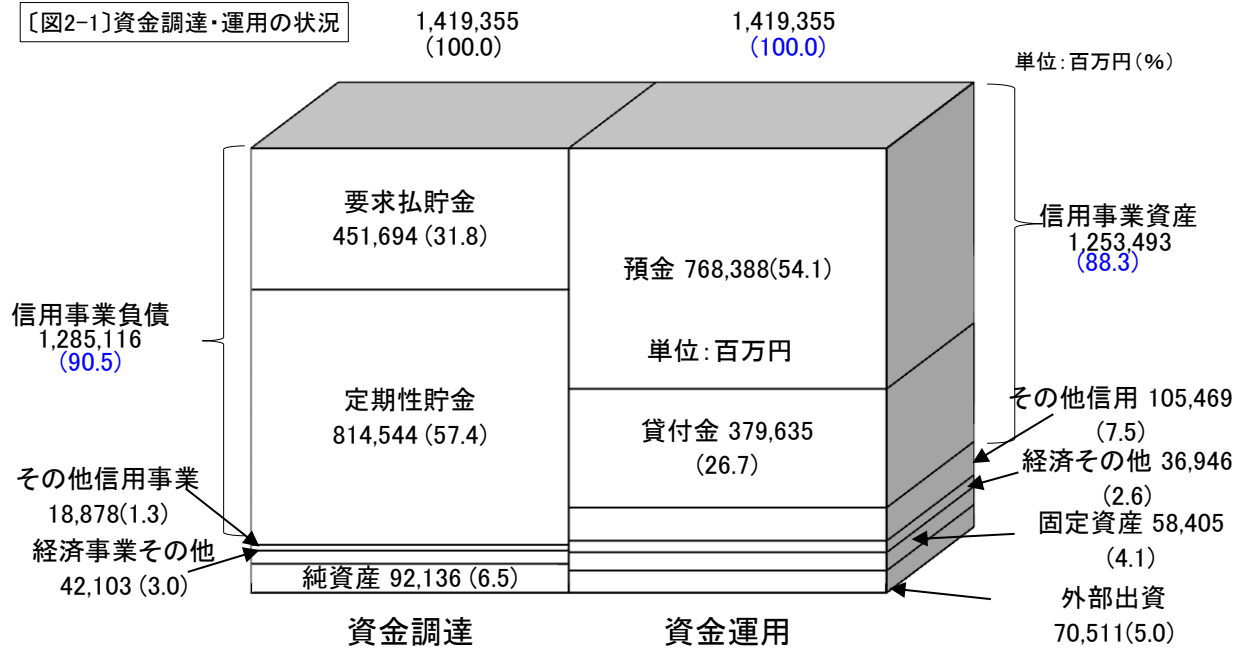 〔図2-1〕資金調達・運用の状況
1,419,355
(100.0)
1,419,355
(100.0)
単位：百万円（%）
要求払貯金
451,694 (31.8)
預金 768,388(54.1)
単位：百万円
信用事業資産
1,253,493
(88.3)
信用事業負債
1,285,116
(90.5)
定期性貯金
814,544 (57.4)
貸付金 379,635
(26.7)
その他信用 105,469
(7.5)
経済その他 36,946
(2.6)
固定資産 58,405
(4.1)
外部出資
70,511(5.0)
その他信用事業
18,878(1.3)
経済事業その他
42,103 (3.0)
純資産 92,136 (6.5)
資金調達
資金運用